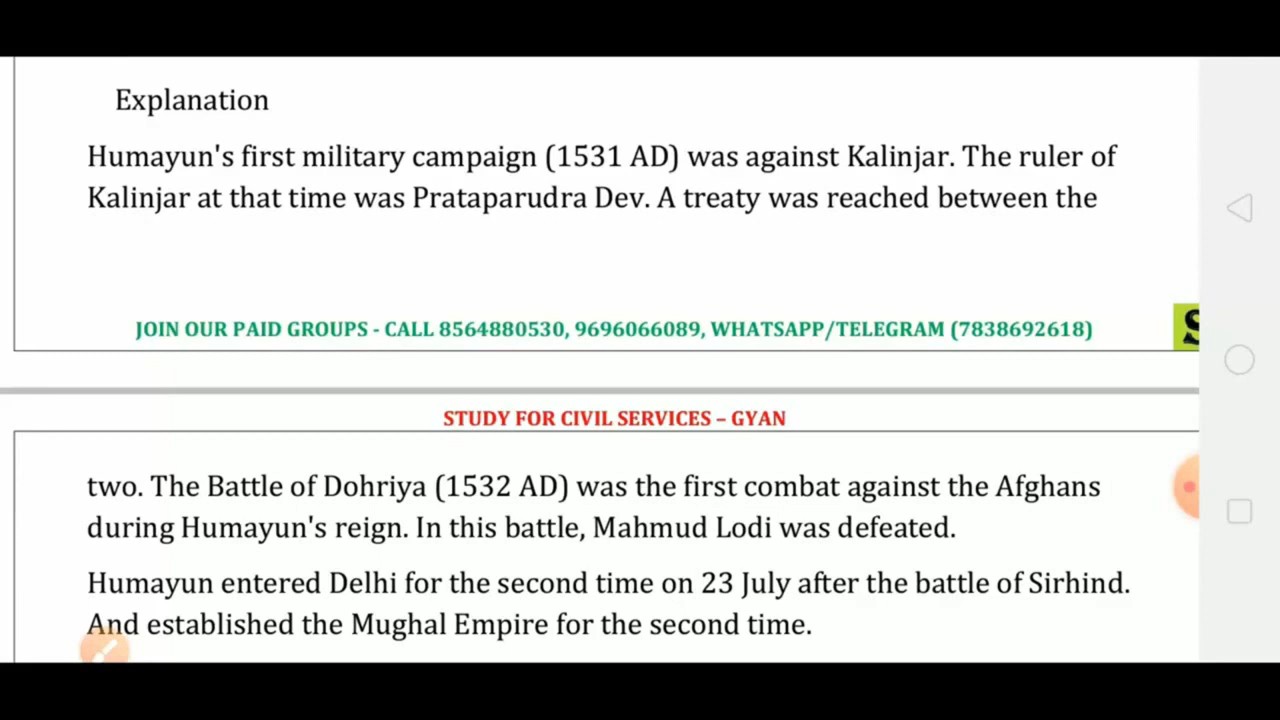 Explanation
Humayun's first military campaign (1531 AD) was against Kalinjar. The ruler of
Kalinjar at that time was Prataparudra Dev. A treaty was reached between the
JOIN OUR PAID GROUPS - CALL 8564880530, 9696066089, WHATSAPP/TELEGRAM (7838692618)
S
STUDY FOR CIVIL SERVICES – GYAN
two. The Battle of Dohriya (1532 AD) was the first combat against the Afghans
during Humayun's reign. In this battle, Mahmud Lodi was defeated.
Humayun entered Delhi for the second time on 23 July after the battle of Sirhind.
And established the Mughal Empire for the second time.